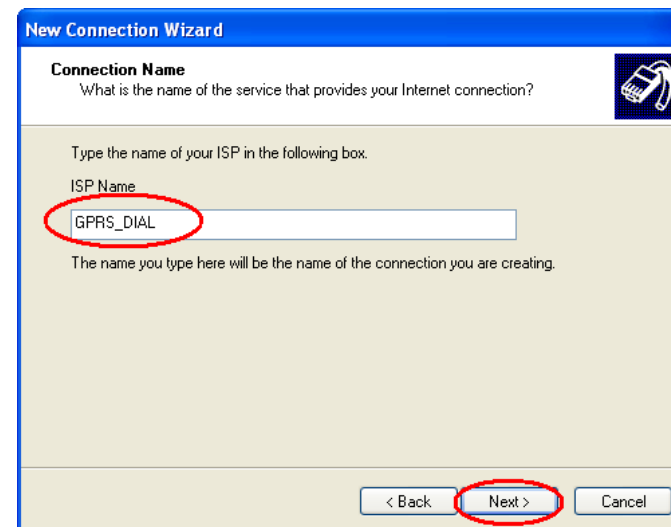 New Connection Wizard
Connection Name
What is the name of the service that provides your Internet connection?
Type the name of your ISP in the following box.
ISP Name
GPRS_DIAL
The name you type here will be the name of the connection you are creating.
< Back Next > Cancel